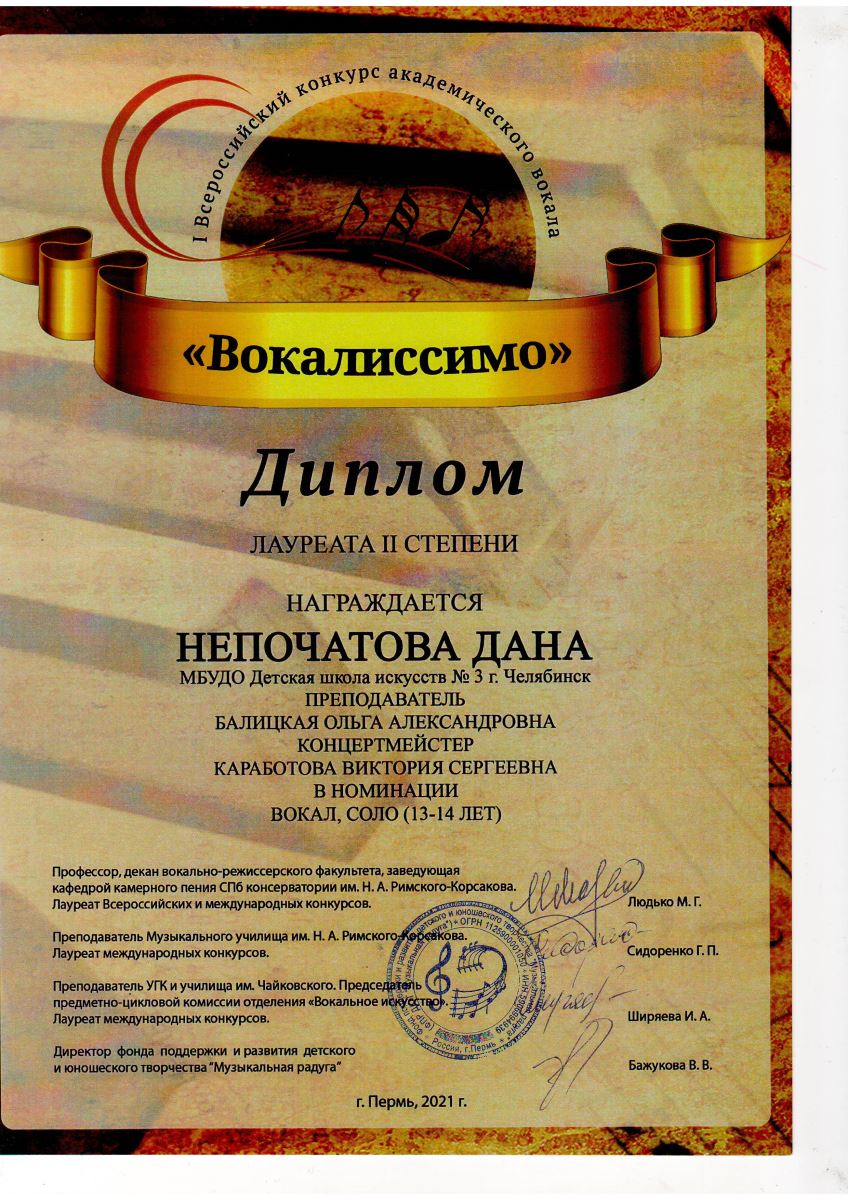 I Всероссийский конкурс академического вокала
«Вокалиссимо»
Диплом
ЛАУРЕАТА II СТЕПЕНИ
НАГРАЖДАЕТСЯ
НЕПОЧАТОВА ДАНА
МБУДО Детская школа искусств № 3 г. Челябинск
ПРЕПОДАВАТЕЛЬ
БАЛИЦКАЯ ОЛЬГА АЛЕКСАНДРОВНА
КОНЦЕРТМЕЙСТЕР
КАРАБОТОВА ВИКТОРИЯ СЕРГЕЕВНА
В НОМИНАЦИИ
ВОКАЛ, СОЛО (13-14 ЛЕТ)
Профессор, декан вокально-режиссерского факультета, заведующая
кафедрой камерного пения СПб консерватории им. Н. А. Римского-Корсакова.
Лауреат Всероссийских и международных конкурсов.
Людько М. Г.
Преподаватель Музыкального училища им. Н. А. Римского-Корсакова.
Лауреат международных конкурсов.
Сидоренко Г. П.
Преподаватель УГК и училища им. Чайковского. Председатель
предметно-цикловой комиссии отделения «Вокальное искусство».
Лауреат международных конкурсов.
Ширяева И. А.
Директор фонда поддержки и развития детского
и юношеского творчества "Музыкальная радуга"
Бажукова В. В.
Россия, г.Пермь
г. Пермь, 2021 г.